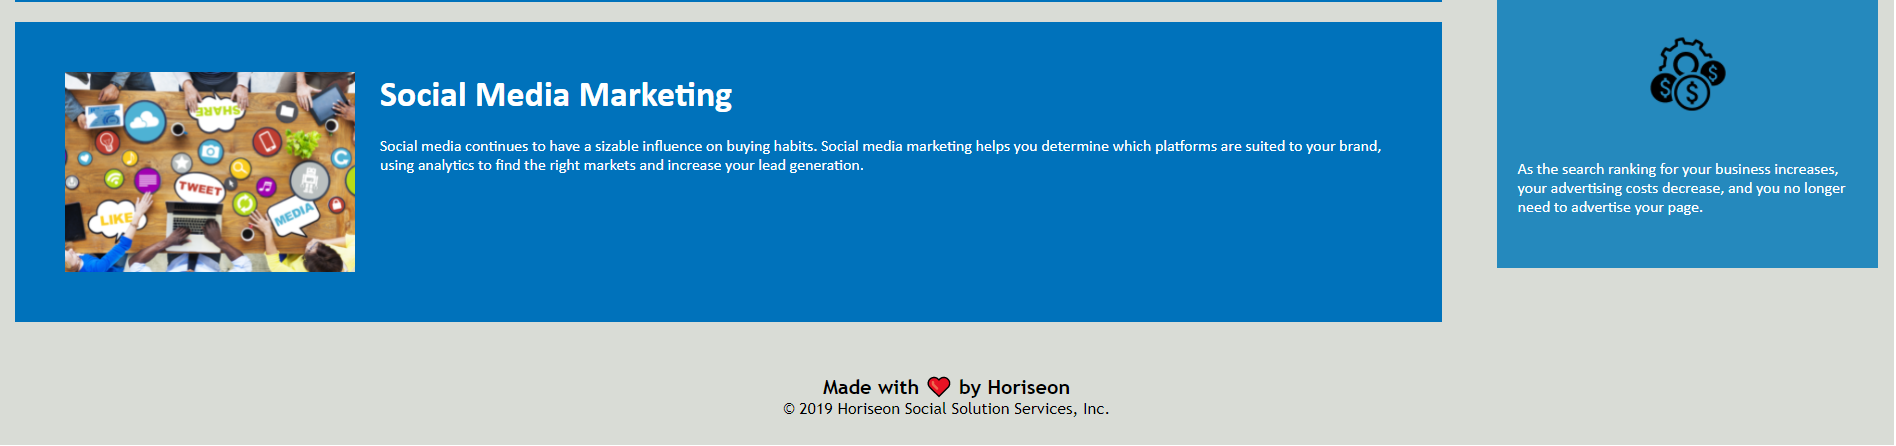 Social Media Marketing
Social media continues to have a sizable influence on buying habits. Social media marketing helps you determine which platforms are suited to your brand,
using analytics to find the right markets and increase your lead generation.
SHARE
TWEET
LIKE
MEDIA
As the search ranking for your business increases,
your advertising costs decrease, and you no longer
need to advertise your page.
Made with ❤️ by Horiseon
© 2019 Horiseon Social Solution Services, Inc.